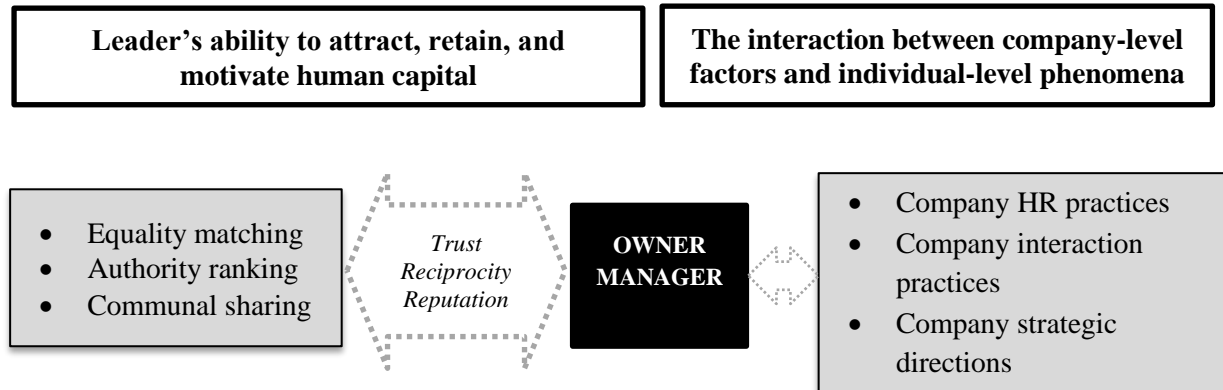 Leader’s ability to attract, retain, and
motivate human capital
The interaction between company-level
factors and individual-level phenomena
• Equality matching
• Authority ranking
• Communal sharing
Trust
Reciprocity
Reputation
OWNER
MANAGER
• Company HR practices
• Company interaction
practices
• Company strategic
directions